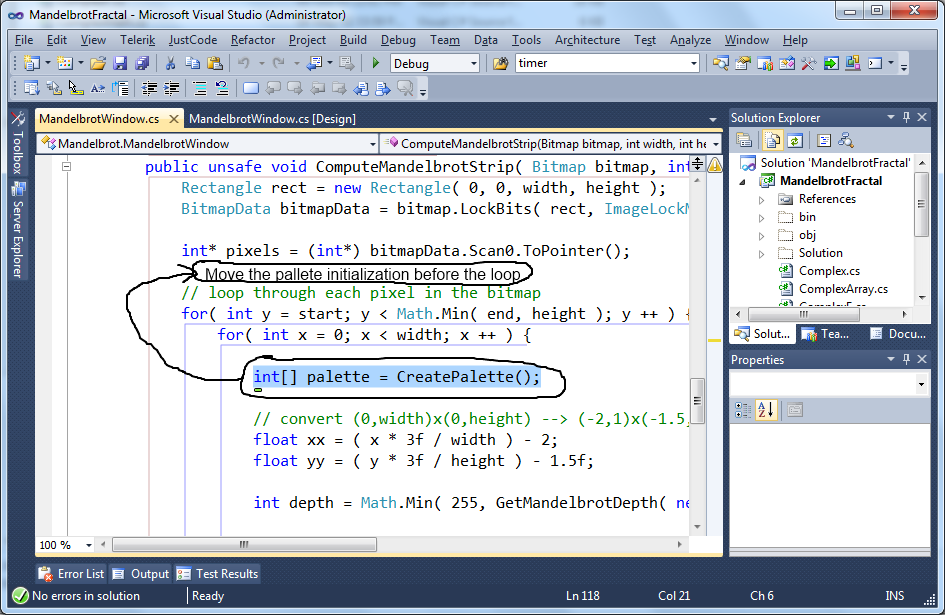 MandelbrotFractal - Microsoft Visual Studio (Administrator)
File Edit View Telerik JustCode Refactor Project Build Debug Team Data Tools Architecture Test Analyze Window Help
Debug timer
MandelbrotWindow.cs MandelbrotWindow.cs [Design]
Mandelbrot.MandelbrotWindow ComputeMandelbrotStrip(Bitmap bitmap, int width, int he
public unsafe void ComputeMandelbrotStrip( Bitmap bitmap, int
Rectangle rect = new Rectangle( 0, 0, width, height );
BitmapData bitmapData = bitmap.LockBits( rect, ImageLockM
int* pixels = (int*) bitmapData.Scan0.ToPointer();
Move the pallete initialization before the loop
// loop through each pixel in the bitmap
for( int y = start; y < Math.Min( end, height ); y ++ ) {
for( int x = 0; x < width; x ++ ) {
int[] palette = CreatePalette();
// convert (0,width)x(0,height) --> (-2,1)x(-1.5,
float xx = ( x * 3f / width ) - 2;
float yy = ( y * 3f / height ) - 1.5f;
int depth = Math.Min( 255, GetMandelbrotDepth( ne
100 %
Toolbox
Server Explorer
Solution Explorer
Solution 'MandelbrotFractal'
MandelbrotFractal
References
bin
obj
Solution
Complex.cs
ComplexArray.cs
ComplexF.cs
Solut... Tea... Docu...
Properties
Error List Output Test Results
No errors in solution Ready Ln 118 Col 21 Ch 6 INS